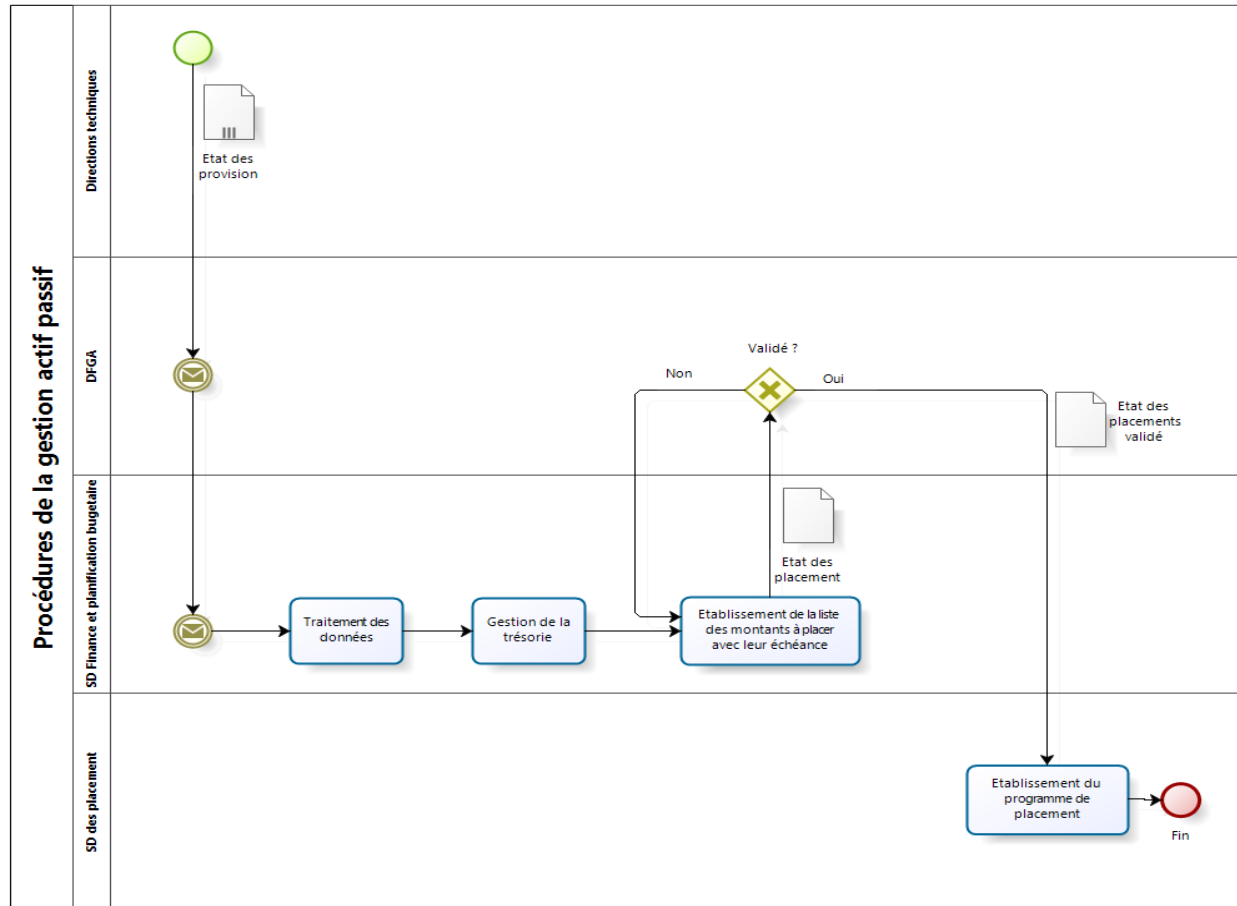 Procédures de la gestion actif passif
Directions techniques
Etat des
provision
DFGA
Validé ?
Non
Oui
Etat des
placements
validé
SD Finance et planification bugetaire
Etat des
placement
Traitement des
données
Gestion de la
trésorie
Etablissement de la liste
des montants à placer
avec leur échéance
SD des placement
Etablissement du
programme de
placement
Fin